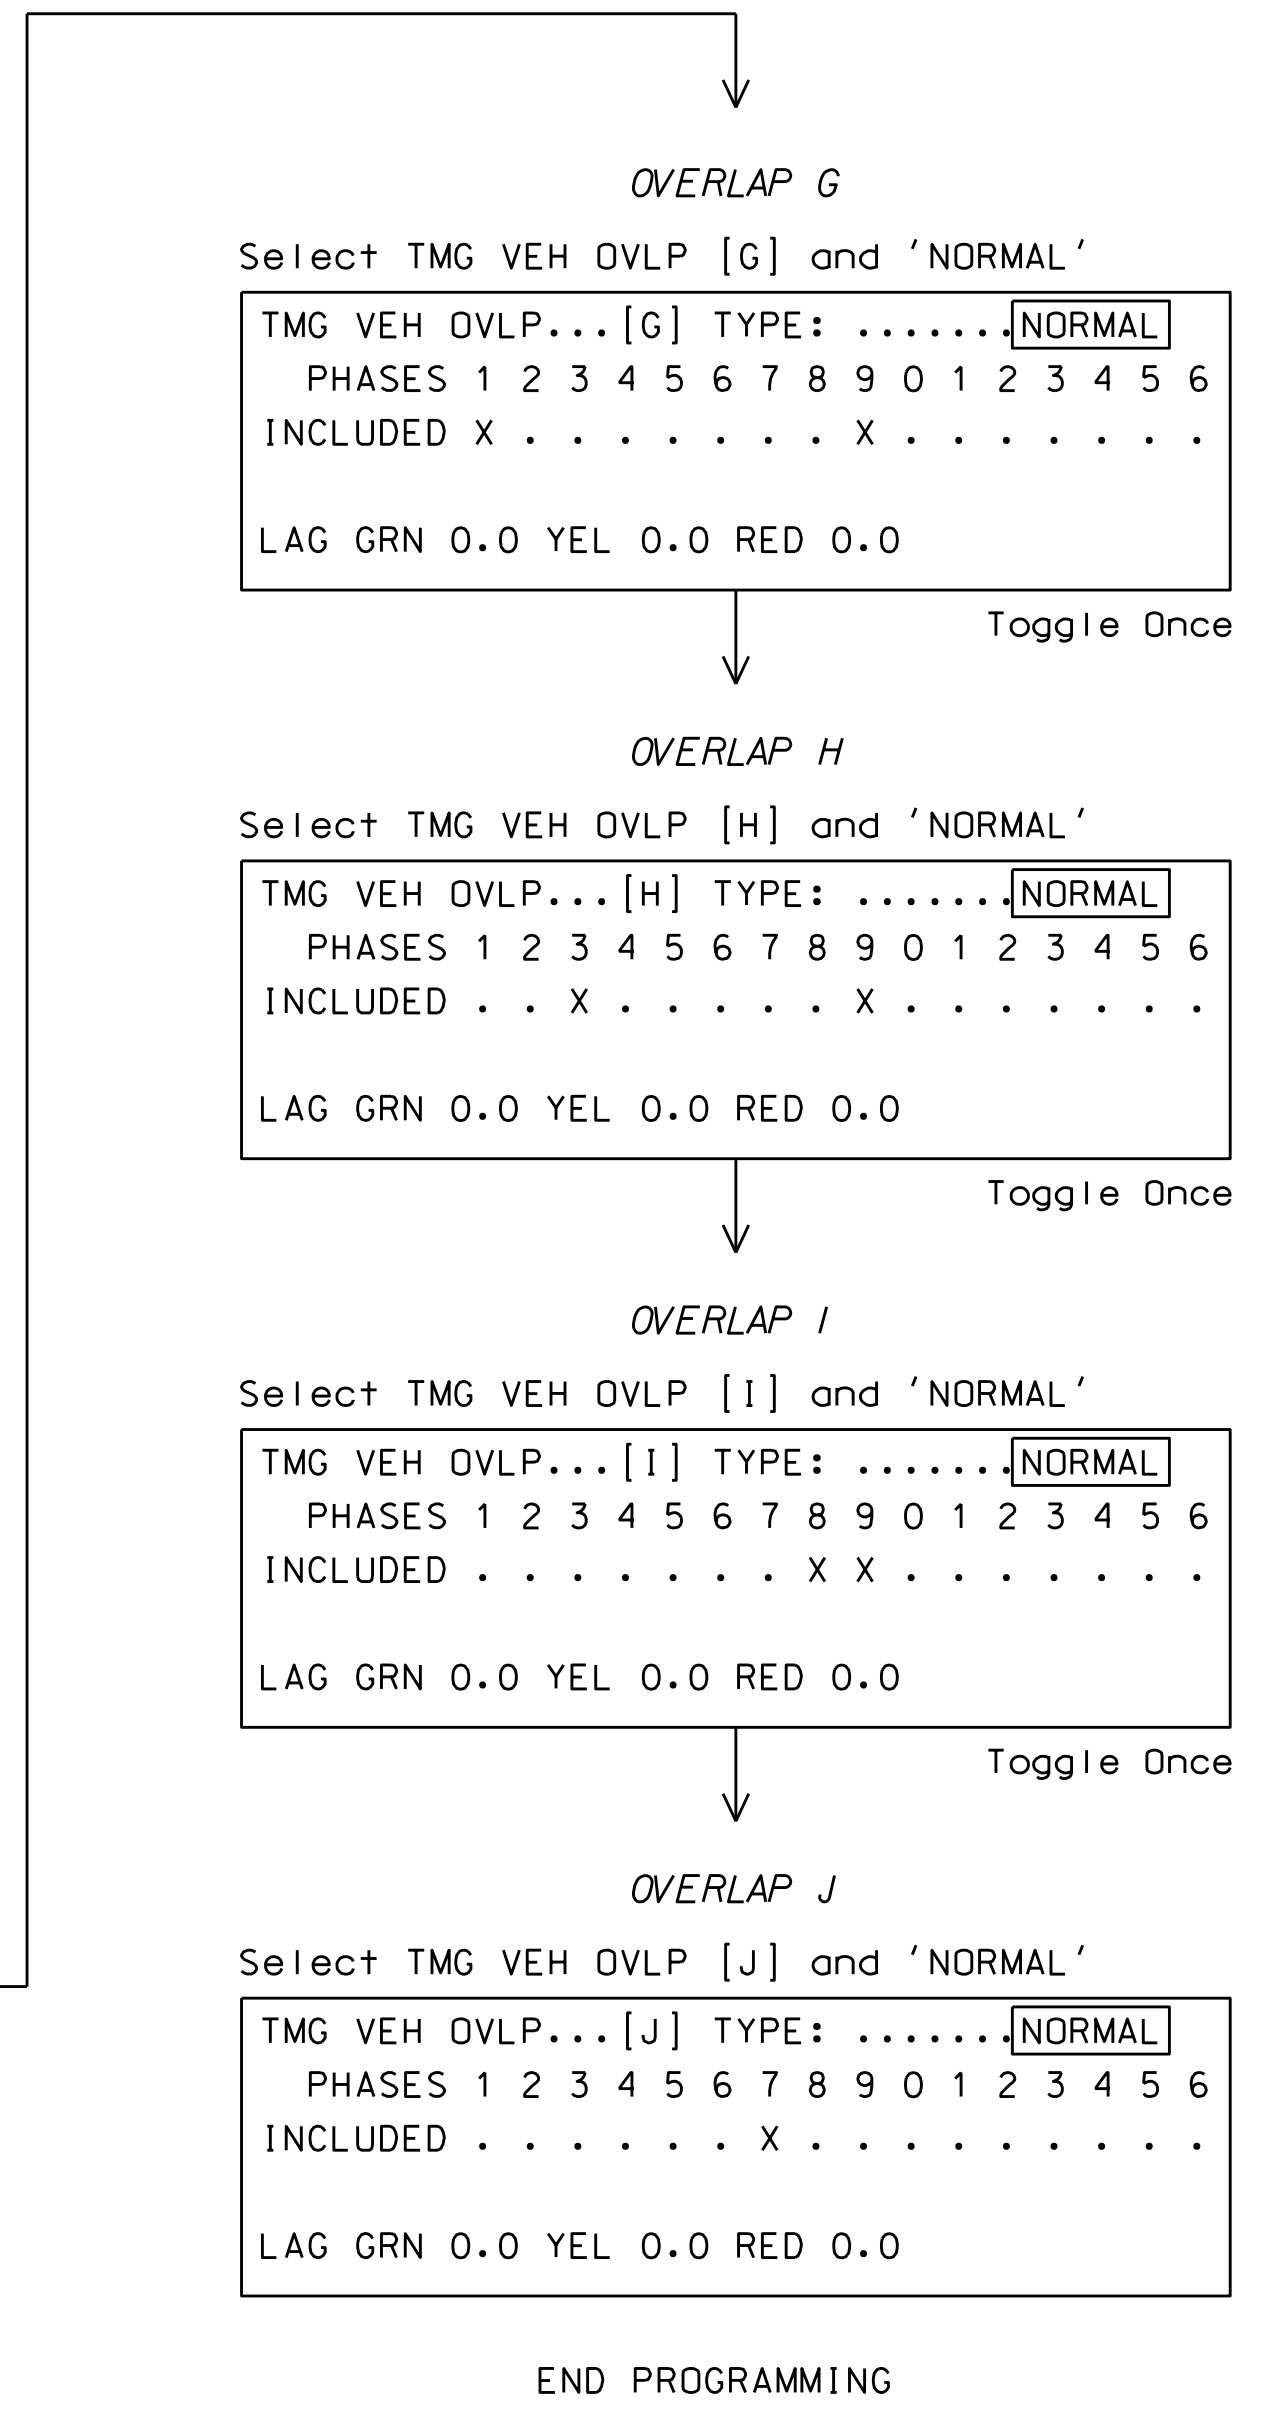 OVERLAP G
Select TMG VEH OVLP [G] and 'NORMAL'
TMG VEH OVLP...[G] TYPE: .......NORMAL
PHASES 1 2 3 4 5 6 7 8 9 0 1 2 3 4 5 6
INCLUDED X . . . . . . . X . . . . . . .
LAG GRN 0.0 YEL 0.0 RED 0.0
Toggle Once
OVERLAP H
Select TMG VEH OVLP [H] and 'NORMAL'
TMG VEH OVLP...[H] TYPE: .......NORMAL
PHASES 1 2 3 4 5 6 7 8 9 0 1 2 3 4 5 6
INCLUDED . . X . . . . . X . . . . . . .
LAG GRN 0.0 YEL 0.0 RED 0.0
Toggle Once
OVERLAP I
Select TMG VEH OVLP [I] and 'NORMAL'
TMG VEH OVLP...[I] TYPE: .......NORMAL
PHASES 1 2 3 4 5 6 7 8 9 0 1 2 3 4 5 6
INCLUDED . . . . . . . X X . . . . . . .
LAG GRN 0.0 YEL 0.0 RED 0.0
Toggle Once
OVERLAP J
Select TMG VEH OVLP [J] and 'NORMAL'
TMG VEH OVLP...[J] TYPE: .......NORMAL
PHASES 1 2 3 4 5 6 7 8 9 0 1 2 3 4 5 6
INCLUDED . . . . . . X . . . . . . . . .
LAG GRN 0.0 YEL 0.0 RED 0.0
END PROGRAMMING